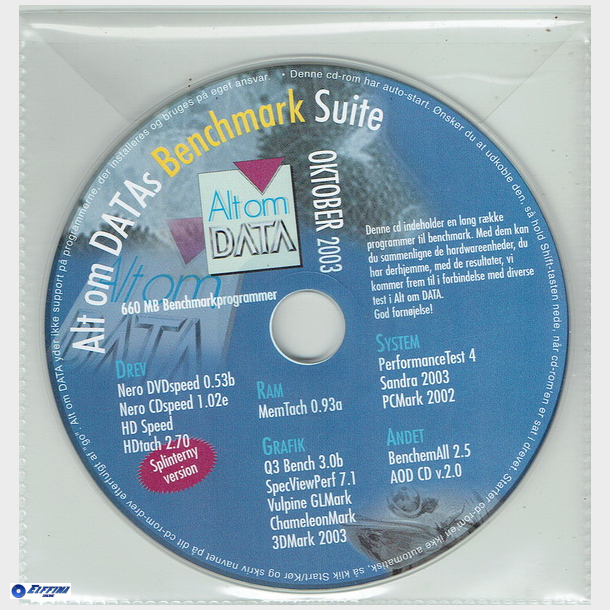 Alt om DATAs Benchmark Suite
OKTOBER 2003
Alt om
DATA
Alt om
DATA
660 MB Benchmarkprogrammer
Denne cd indeholder en lang række
programmer til benchmark. Med dem kan
du sammenligne de hardwareenheder, du
har derhjemme, med de resultater, vi
kommer frem til i forbindelse med diverse
test i Alt om DATA.
God fornøjelse!
DREV
Nero DVDspeed 0.53b
Nero CDspeed 1.02e
HD Speed
HDtach 2.70
Splinterny
version
RAM
MemTach 0.93a
GRAFIK
Q3 Bench 3.0b
SpecViewPerf 7.1
Vulpine GLMark
ChameleonMark
3DMark 2003
SYSTEM
PerformanceTest 4
Sandra 2003
PCMark 2002
ANDET
BenchemAll 2.5
AOD CD v.2.0
· Denne cd-rom har auto-start. Ønsker du at udkoble den, så hold Shift-tasten nede, når cd-rom'en er sat i drevet. Starter cd-rom'en ikke automatisk, så klik Start/Kør og skriv navnet på dit cd-rom-drev efterfulgt af "go". Alt om DATA yder ikke support på programmerne, der installeres og bruges på eget ansvar.